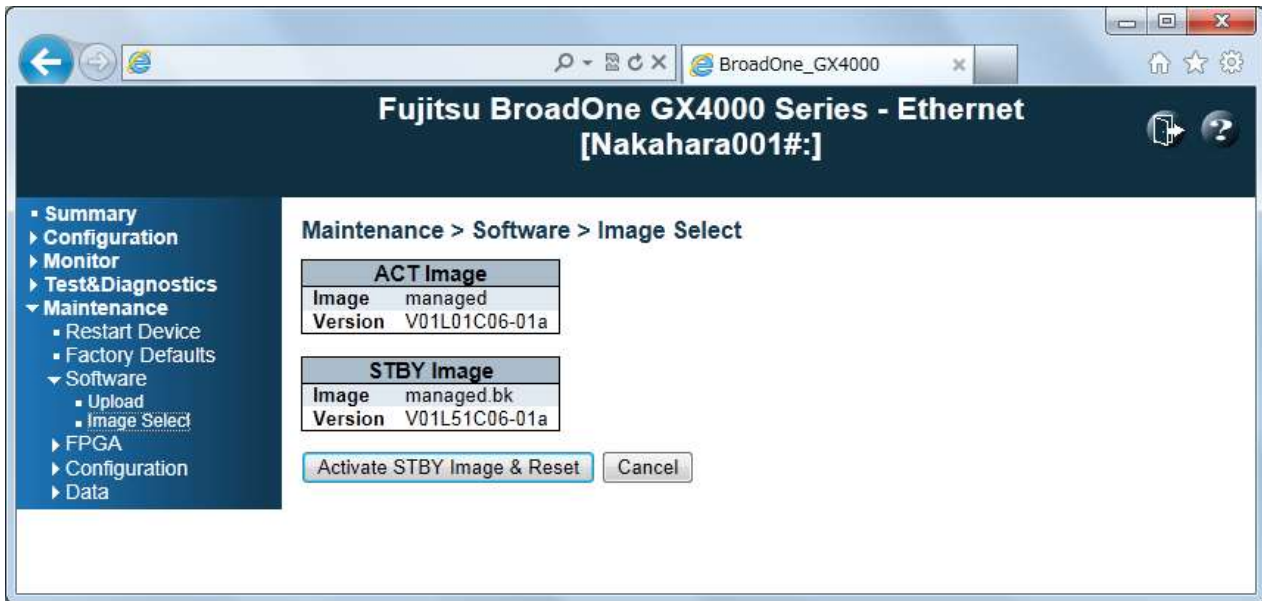 BroadOne_GX4000
Fujitsu BroadOne GX4000 Series - Ethernet
[Nakahara001#:]
Summary
Configuration
Monitor
Test&Diagnostics
Maintenance
Restart Device
Factory Defaults
Software
Upload
Image Select
FPGA
Configuration
Data
Maintenance > Software > Image Select
ACT Image
Image managed
Version V01L01C06-01a
STBY Image
Image managed.bk
Version V01L51C06-01a
Activate STBY Image & Reset
Cancel